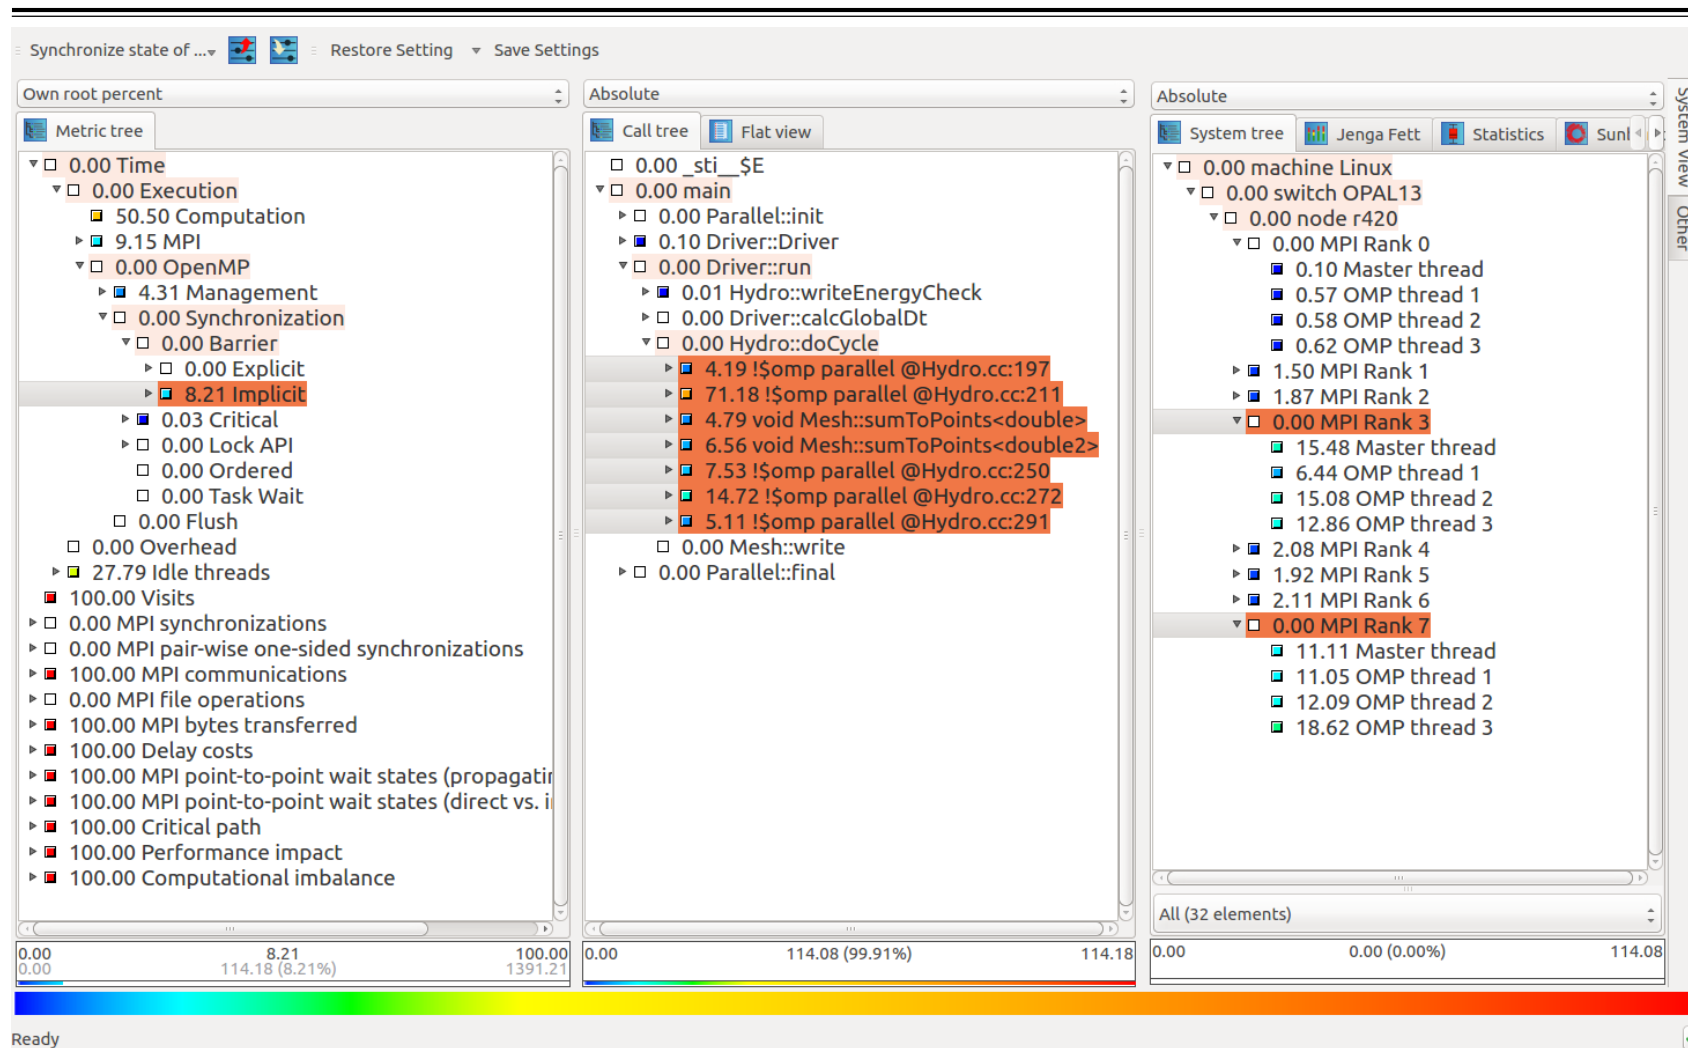 Synchronize state of ... Restore Setting Save Settings
Own root percent
Metric tree
0.00 Time
0.00 Execution
50.50 Computation
9.15 MPI
0.00 OpenMP
4.31 Management
0.00 Synchronization
0.00 Barrier
0.00 Explicit
8.21 Implicit
0.03 Critical
0.00 Lock API
0.00 Ordered
0.00 Task Wait
0.00 Flush
0.00 Overhead
27.79 Idle threads
100.00 Visits
0.00 MPI synchronizations
0.00 MPI pair-wise one-sided synchronizations
100.00 MPI communications
0.00 MPI file operations
100.00 MPI bytes transferred
100.00 Delay costs
100.00 MPI point-to-point wait states (propagatin
100.00 MPI point-to-point wait states (direct vs. i
100.00 Critical path
100.00 Performance impact
100.00 Computational imbalance
0.00 8.21 100.00
0.00 114.18 (8.21%) 1391.21
Absolute
Call tree Flat view
0.00 _sti__$E
0.00 main
0.00 Parallel::init
0.10 Driver::Driver
0.00 Driver::run
0.01 Hydro::writeEnergyCheck
0.00 Driver::calcGlobalDt
0.00 Hydro::doCycle
4.19 !$omp parallel @Hydro.cc:197
71.18 !$omp parallel @Hydro.cc:211
4.79 void Mesh::sumToPoints<double>
6.56 void Mesh::sumToPoints<double2>
7.53 !$omp parallel @Hydro.cc:250
14.72 !$omp parallel @Hydro.cc:272
5.11 !$omp parallel @Hydro.cc:291
0.00 Mesh::write
0.00 Parallel::final
0.00 114.08 (99.91%) 114.18
Absolute
System tree Jenga Fett Statistics Sunl
0.00 machine Linux
0.00 switch OPAL13
0.00 node r420
0.00 MPI Rank 0
0.10 Master thread
0.57 OMP thread 1
0.58 OMP thread 2
0.62 OMP thread 3
1.50 MPI Rank 1
1.87 MPI Rank 2
0.00 MPI Rank 3
15.48 Master thread
6.44 OMP thread 1
15.08 OMP thread 2
12.86 OMP thread 3
2.08 MPI Rank 4
1.92 MPI Rank 5
2.11 MPI Rank 6
0.00 MPI Rank 7
11.11 Master thread
11.05 OMP thread 1
12.09 OMP thread 2
18.62 OMP thread 3
All (32 elements)
0.00 0.00 (0.00%) 114.08
System View
Other
Ready